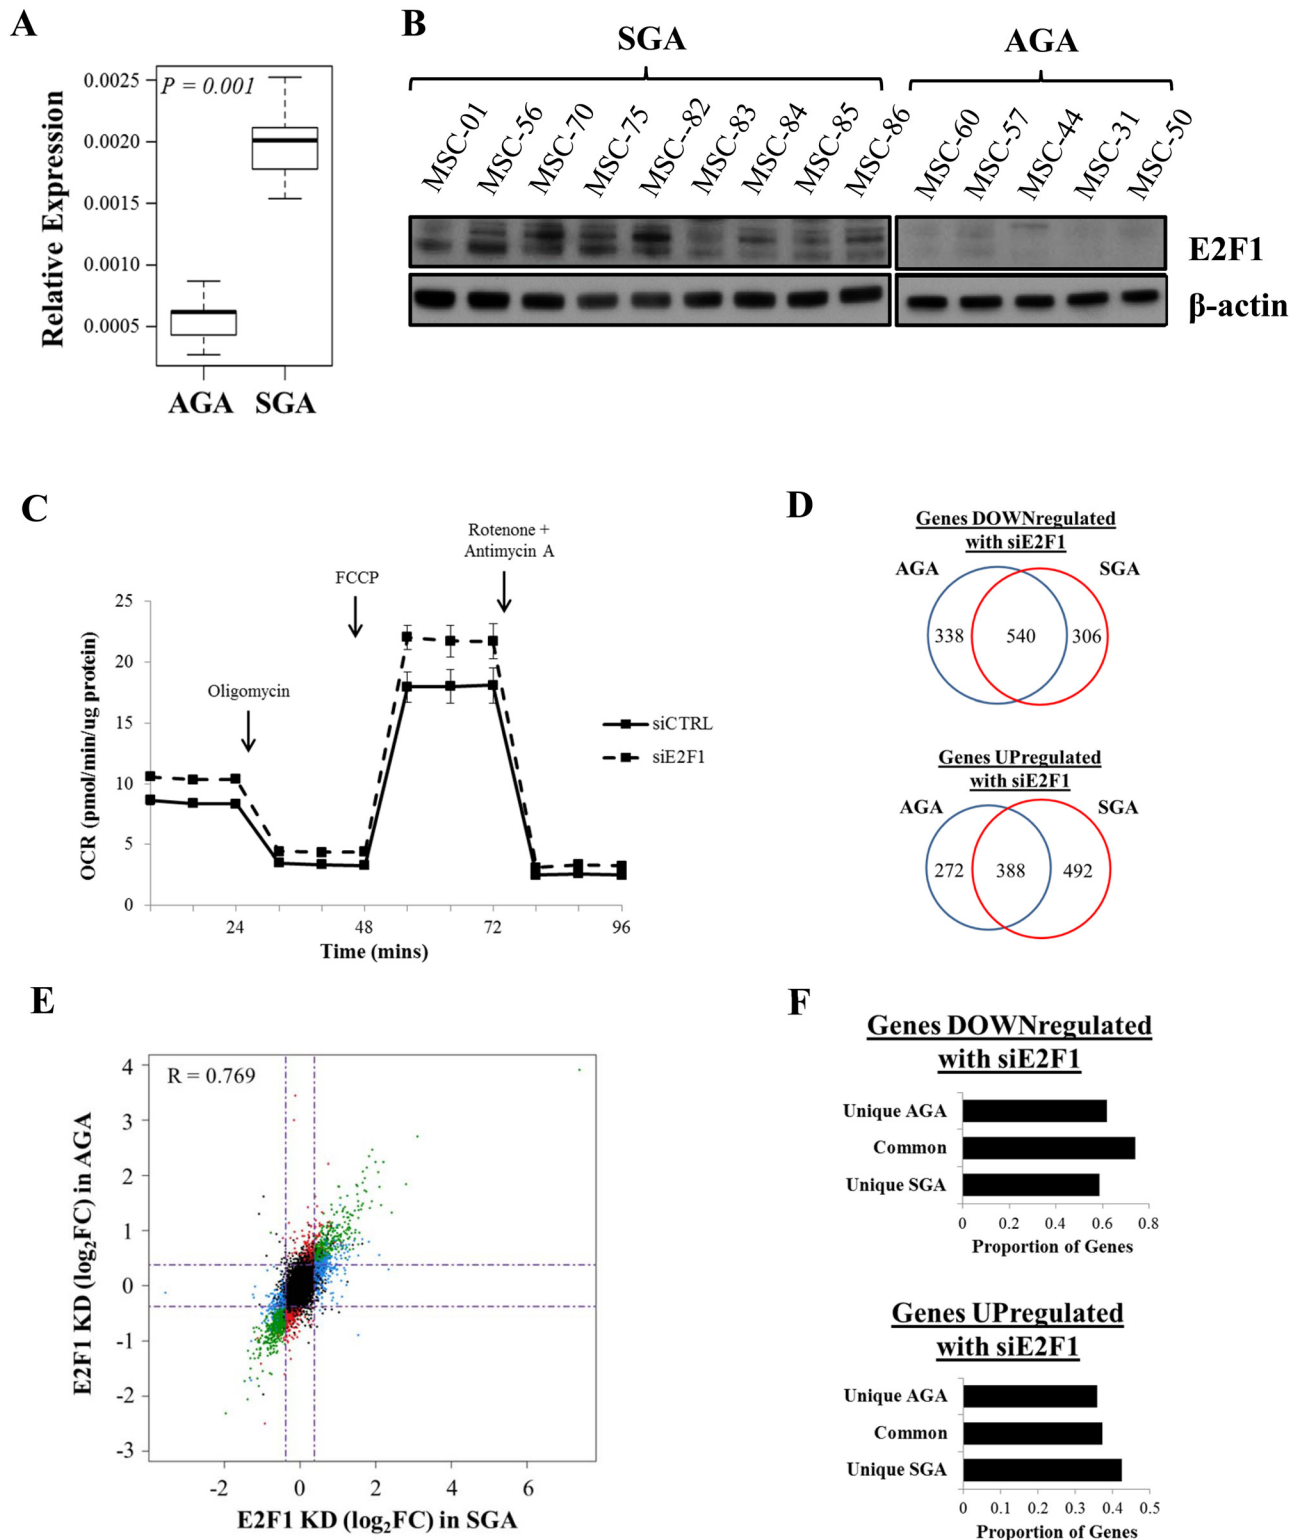 A
P = 0.001
0.0025
0.0020
0.0015
0.0010
0.0005
Relative Expression
AGA SGA
B
SGA
AGA
MSC-01
MSC-56
MSC-70
MSC-75
MSC--82
MSC-83
MSC-84
MSC-85
MSC-86
MSC-60
MSC-57
MSC-44
MSC-31
MSC-50
E2F1
β-actin
C
Rotenone +
Antimycin A
FCCP
Oligomycin
25
20
15
10
5
0
OCR (pmol/min/ug protein)
24 48 72 96
Time (mins)
siCTRL
siE2F1
D
Genes DOWNregulated
with siE2F1
AGA SGA
338 540 306
Genes UPregulated
with siE2F1
AGA SGA
272 388 492
E
R = 0.769
4
3
2
1
0
-1
-2
-3
E2F1 KD (log2FC) in AGA
-2 0 2 4 6
E2F1 KD (log2FC) in SGA
F
Genes DOWNregulated
with siE2F1
Unique AGA
Common
Unique SGA
0 0.2 0.4 0.6 0.8
Proportion of Genes
Genes UPregulated
with siE2F1
Unique AGA
Common
Unique SGA
0 0.1 0.2 0.3 0.4 0.5
Proportion of Genes